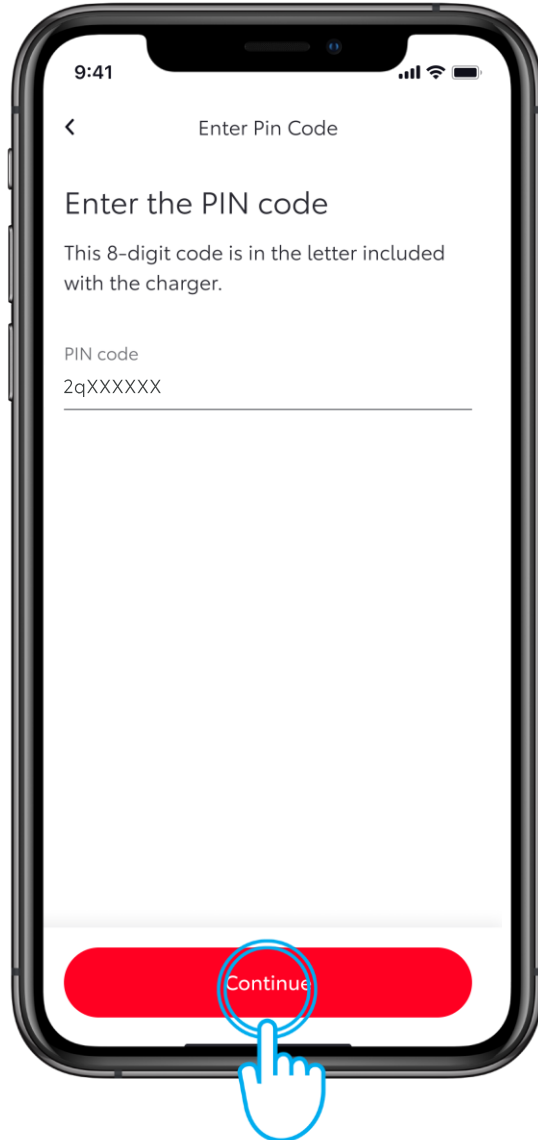 9:41
Enter Pin Code
Enter the PIN code
This 8-digit code is in the letter included
with the charger.
PIN code
2qXXXXXX
Continue